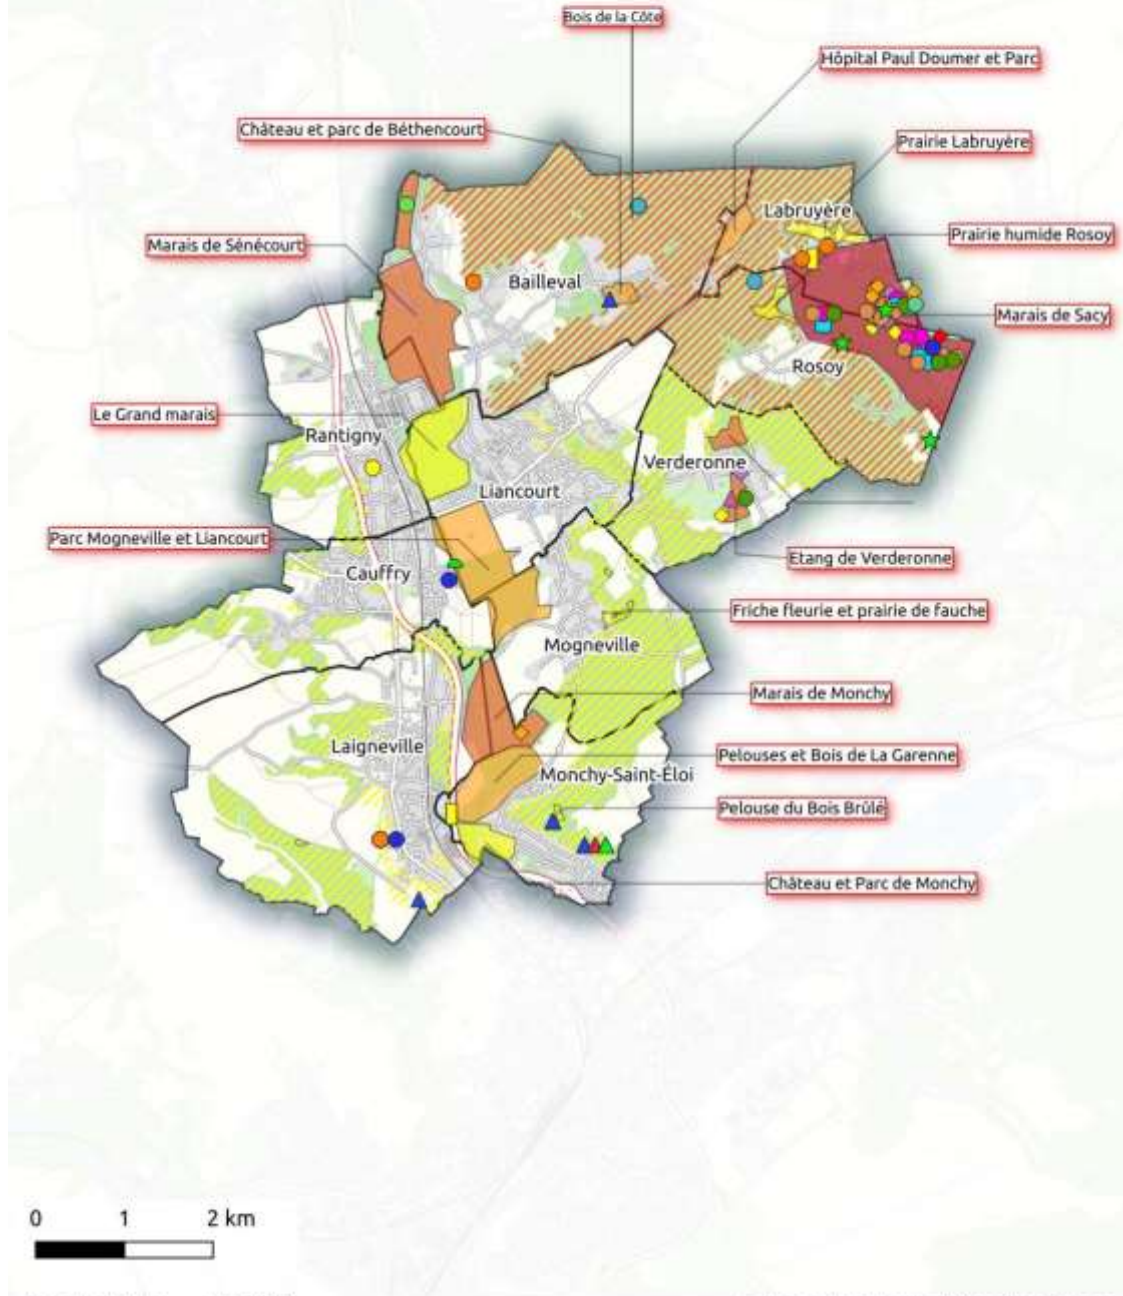 Bois de la Côte
Hôpital Paul Doumer et Parc
Château et parc de Béthencourt
Prairie Labruyère
Labruyère
Prairie humide Rosoy
Marais de Sénécourt
Bailleval
Marais de Sacy
Rosoy
Le Grand marais
Rantigny
Verderonne
Liancourt
Parc Mogneville et Liancourt
Etang de Verderonne
Cauffry
Friche fleurie et prairie de fauche
Mogneville
Marais de Monchy
Laigneville
Pelouses et Bois de La Garenne
Monchy-Saint-Éloi
Pelouse du Bois Brûlé
Château et Parc de Monchy
0 1 2 km